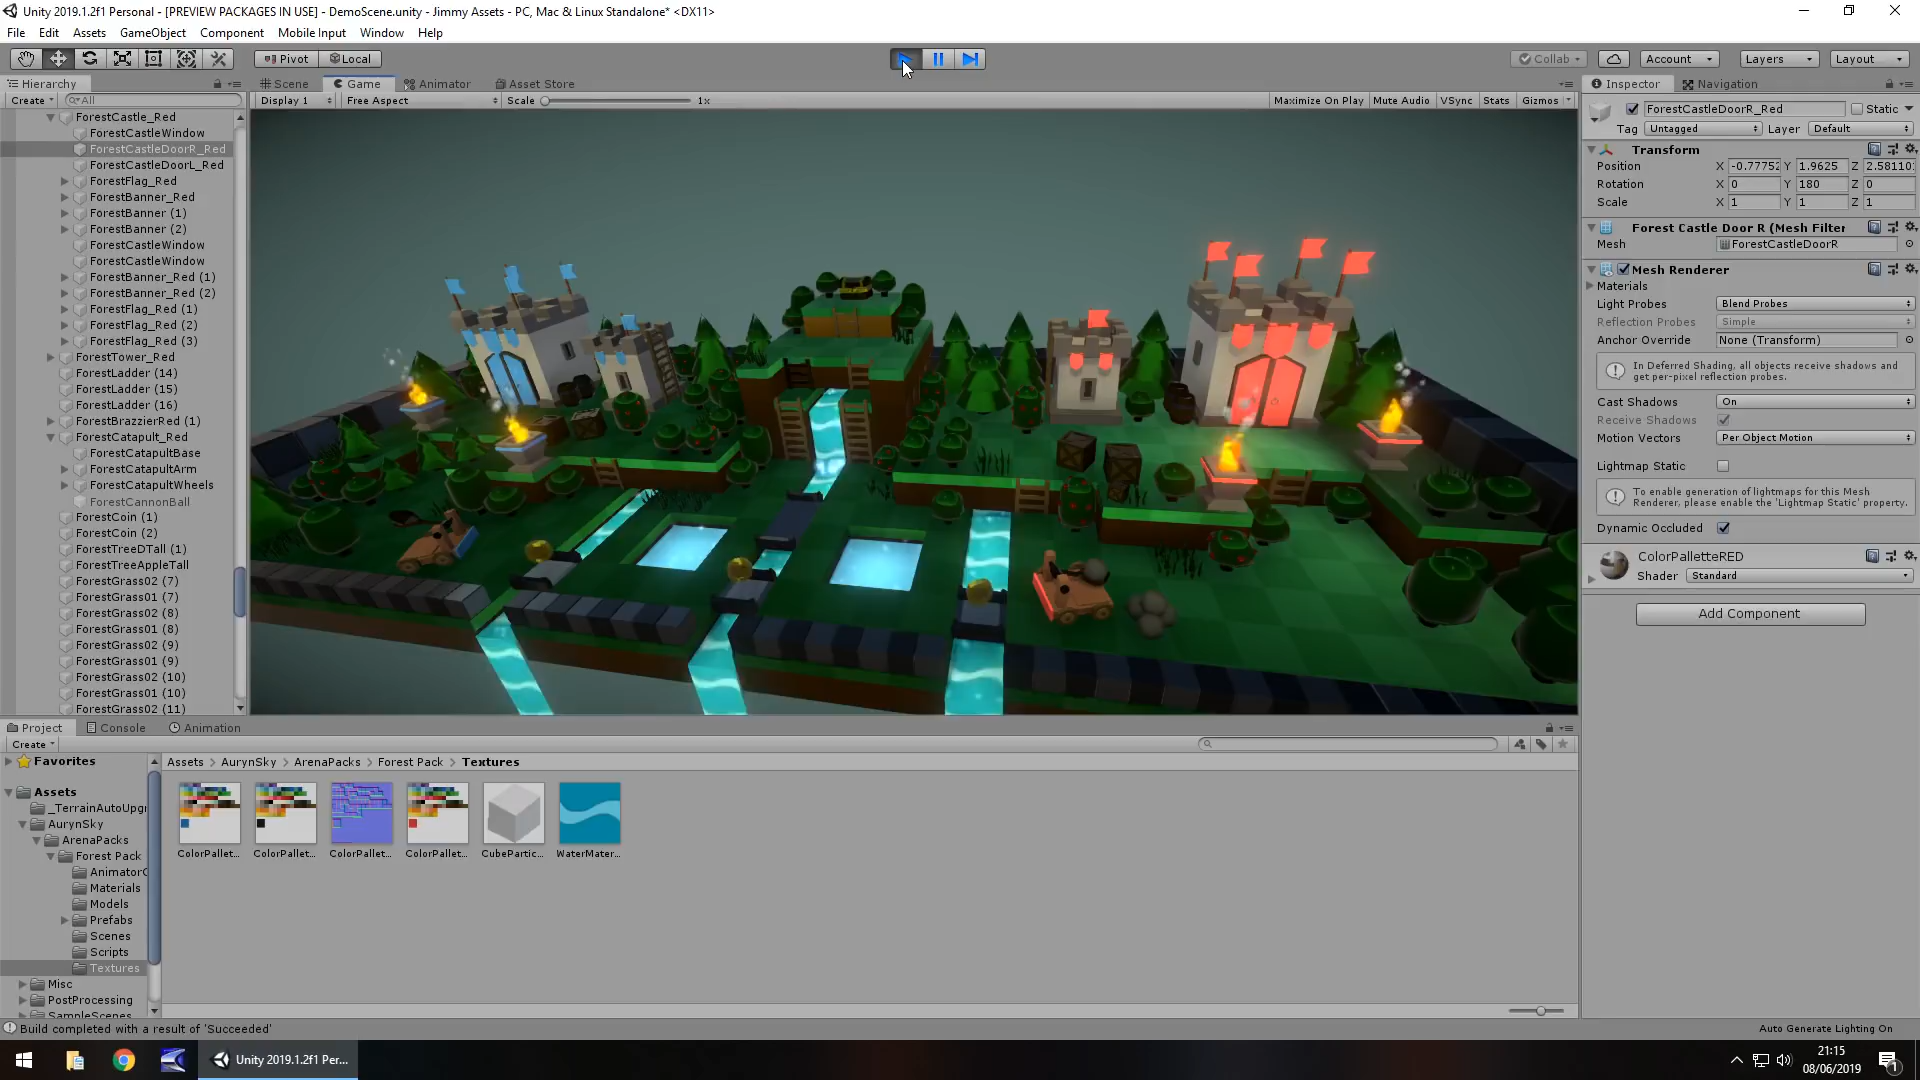 Unity 2019.1.2f1 Personal - [PREVIEW PACKAGES IN USE] - DemoScene.unity - Jimmy Assets - PC, Mac & Linux Standalone* <DX11>
File Edit Assets GameObject Component Mobile Input Window Help
Pivot Local Collab Account Layers Layout
Hierarchy
Create All
ForestCastle_Red
ForestCastleWindow
ForestCastleDoorR_Red
ForestCastleDoorL_Red
ForestFlag_Red
ForestBanner_Red
ForestBanner (1)
ForestBanner (2)
ForestCastleWindow
ForestCastleWindow
ForestBanner_Red (1)
ForestBanner_Red (2)
ForestFlag_Red (1)
ForestFlag_Red (2)
ForestFlag_Red (3)
ForestTower_Red
ForestLadder (14)
ForestLadder (15)
ForestLadder (16)
ForestBrazzierRed (1)
ForestCatapult_Red
ForestCatapultBase
ForestCatapultArm
ForestCatapultWheels
ForestCannonBall
ForestCoin (1)
ForestCoin (2)
ForestTreeDTall (1)
ForestTreeAppleTall
ForestGrass02 (7)
ForestGrass01 (7)
ForestGrass02 (8)
ForestGrass01 (8)
ForestGrass02 (9)
ForestGrass01 (9)
ForestGrass02 (10)
ForestGrass01 (10)
ForestGrass02 (11)
Scene Game Animator Asset Store
Display 1 Free Aspect Scale 1x Maximize On Play Mute Audio VSync Stats Gizmos
Inspector Navigation
ForestCastleDoorR_Red Static
Tag Untagged Layer Default
Transform
Position X -0.7775 Y 1.9625 Z 2.58110
Rotation X 0 Y 180 Z 0
Scale X 1 Y 1 Z 1
Forest Castle Door R (Mesh Filter
Mesh ForestCastleDoorR
Mesh Renderer
Materials
Light Probes Blend Probes
Reflection Probes Simple
Anchor Override None (Transform)
In Deferred Shading, all objects receive shadows and
get per-pixel reflection probes.
Cast Shadows On
Receive Shadows
Motion Vectors Per Object Motion
Lightmap Static
To enable generation of lightmaps for this Mesh
Renderer, please enable the 'Lightmap Static' property.
Dynamic Occluded
ColorPalletteRED
Shader Standard
Add Component
Project Console Animation
Create
Favorites
Assets
_TerrainAutoUpgr
AurynSky
ArenaPacks
Forest Pack
AnimatorC
Materials
Models
Prefabs
Scenes
Scripts
Textures
Misc
PostProcessing
SampleScenes
Assets > AurynSky > ArenaPacks > Forest Pack > Textures
ColorPallet... ColorPallet... ColorPallet... ColorPallet... CubePartic... WaterMater...
Build completed with a result of 'Succeeded'
Auto Generate Lighting On
Unity 2019.1.2f1 Per...
21:15
08/06/2019
1